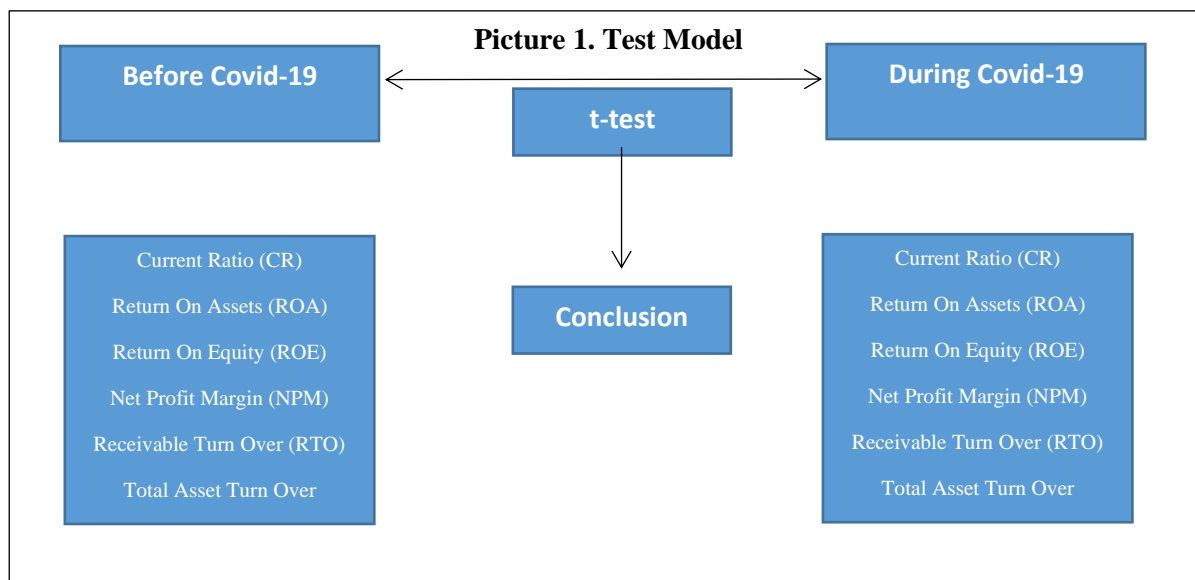 Picture 1. Test Model
Before Covid-19
During Covid-19
t-test
Conclusion
Current Ratio (CR)
Return On Assets (ROA)
Return On Equity (ROE)
Net Profit Margin (NPM)
Receivable Turn Over (RTO)
Total Asset Turn Over
Current Ratio (CR)
Return On Assets (ROA)
Return On Equity (ROE)
Net Profit Margin (NPM)
Receivable Turn Over (RTO)
Total Asset Turn Over